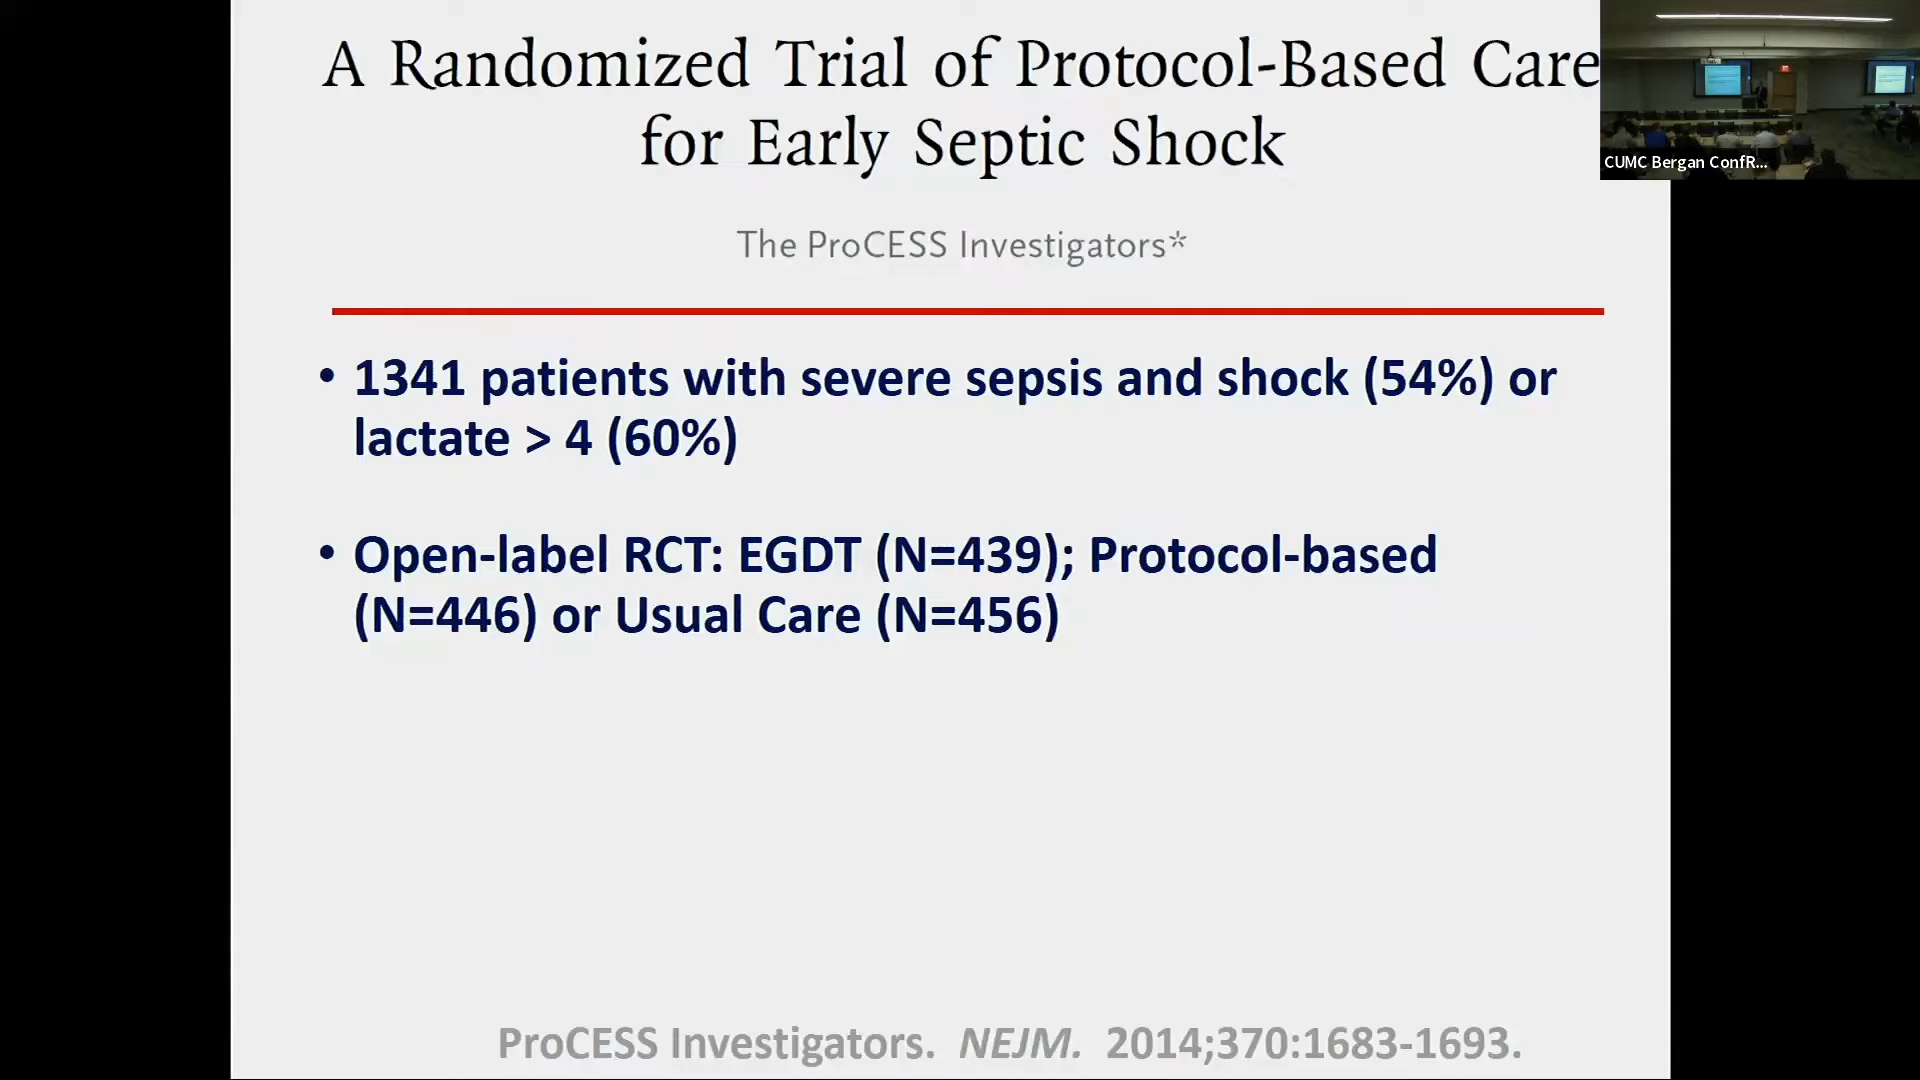 A Randomized Trial of Protocol-Based Care
for Early Septic Shock
CUMC Bergan ConfR...
The ProCESS Investigators*
• 1341 patients with severe sepsis and shock (54%) or
lactate > 4 (60%)
• Open-label RCT: EGDT (N=439); Protocol-based
(N=446) or Usual Care (N=456)
ProCESS Investigators. NEJM. 2014;370:1683-1693.